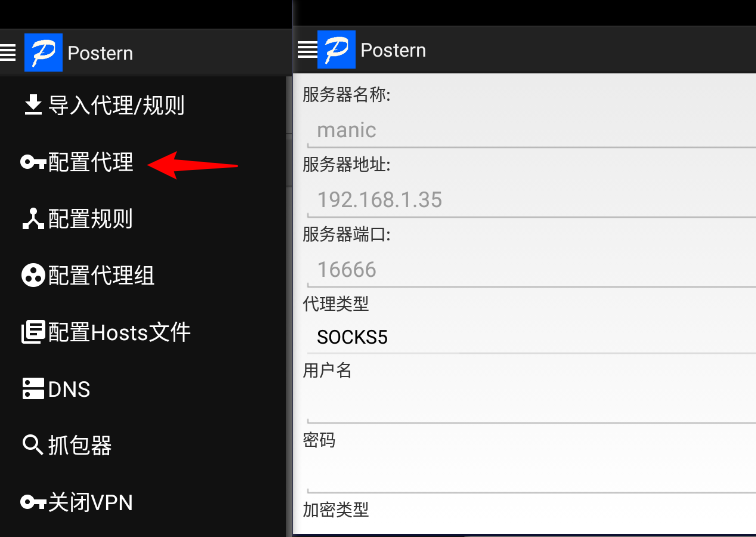 Postern
导入代理/规则
配置代理
配置规则
配置代理组
配置Hosts文件
DNS
抓包器
关闭VPN
Postern
服务器名称:
manic
服务器地址:
192.168.1.35
服务器端口:
16666
代理类型
SOCKS5
用户名
密码
加密类型